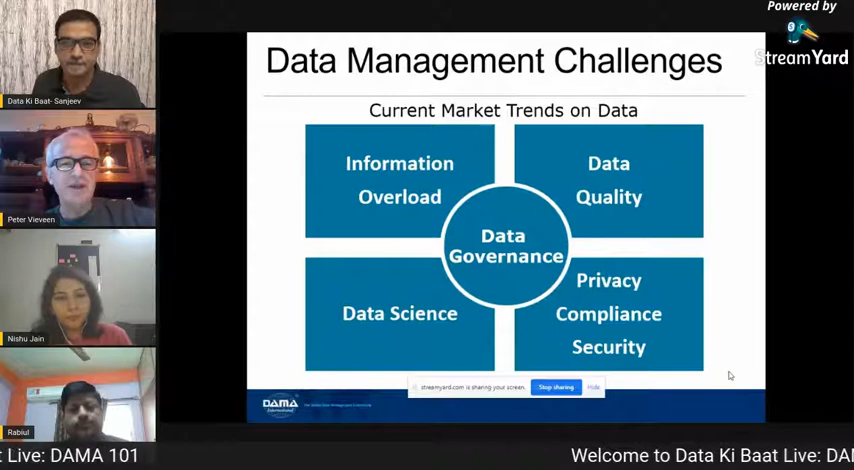 Powered by
StreamYard
Data Ki Baat- Sanjeev
Peter Vieveen
Nishu Jain
Rabiul
Data Management Challenges
Current Market Trends on Data
Information
Overload
Data
Quality
Data
Governance
Data Science
Privacy
Compliance
Security
streamyard.com is sharing your screen.
Stop sharing
Hide
DAMA
International
t Live: DAMA 101
Welcome to Data Ki Baat Live: DAM